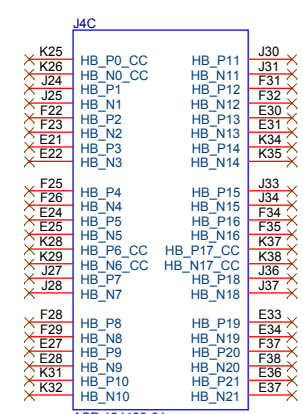 J4C
K25 HB_P0_CC HB_P11 J30
K26 HB_N0_CC HB_N11 J31
J24 HB_P1 HB_P12 F31
J25 HB_N1 HB_N12 F32
F22 HB_P2 HB_P13 E30
F23 HB_N2 HB_N13 E31
E21 HB_P3 HB_P14 K34
E22 HB_N3 HB_N14 K35
F25 HB_P4 HB_P15 J33
F26 HB_N4 HB_N15 J34
E24 HB_P5 HB_P16 F34
E25 HB_N5 HB_N16 F35
K28 HB_P6_CC HB_P17_CC K37
K29 HB_N6_CC HB_N17_CC K38
J27 HB_P7 HB_P18 J36
J28 HB_N7 HB_N18 J37
F28 HB_P8 HB_P19 E33
F29 HB_N8 HB_N19 E34
E27 HB_P9 HB_P20 F37
E28 HB_N9 HB_N20 F38
K31 HB_P10 HB_P21 E36
K32 HB_N10 HB_N21 E37